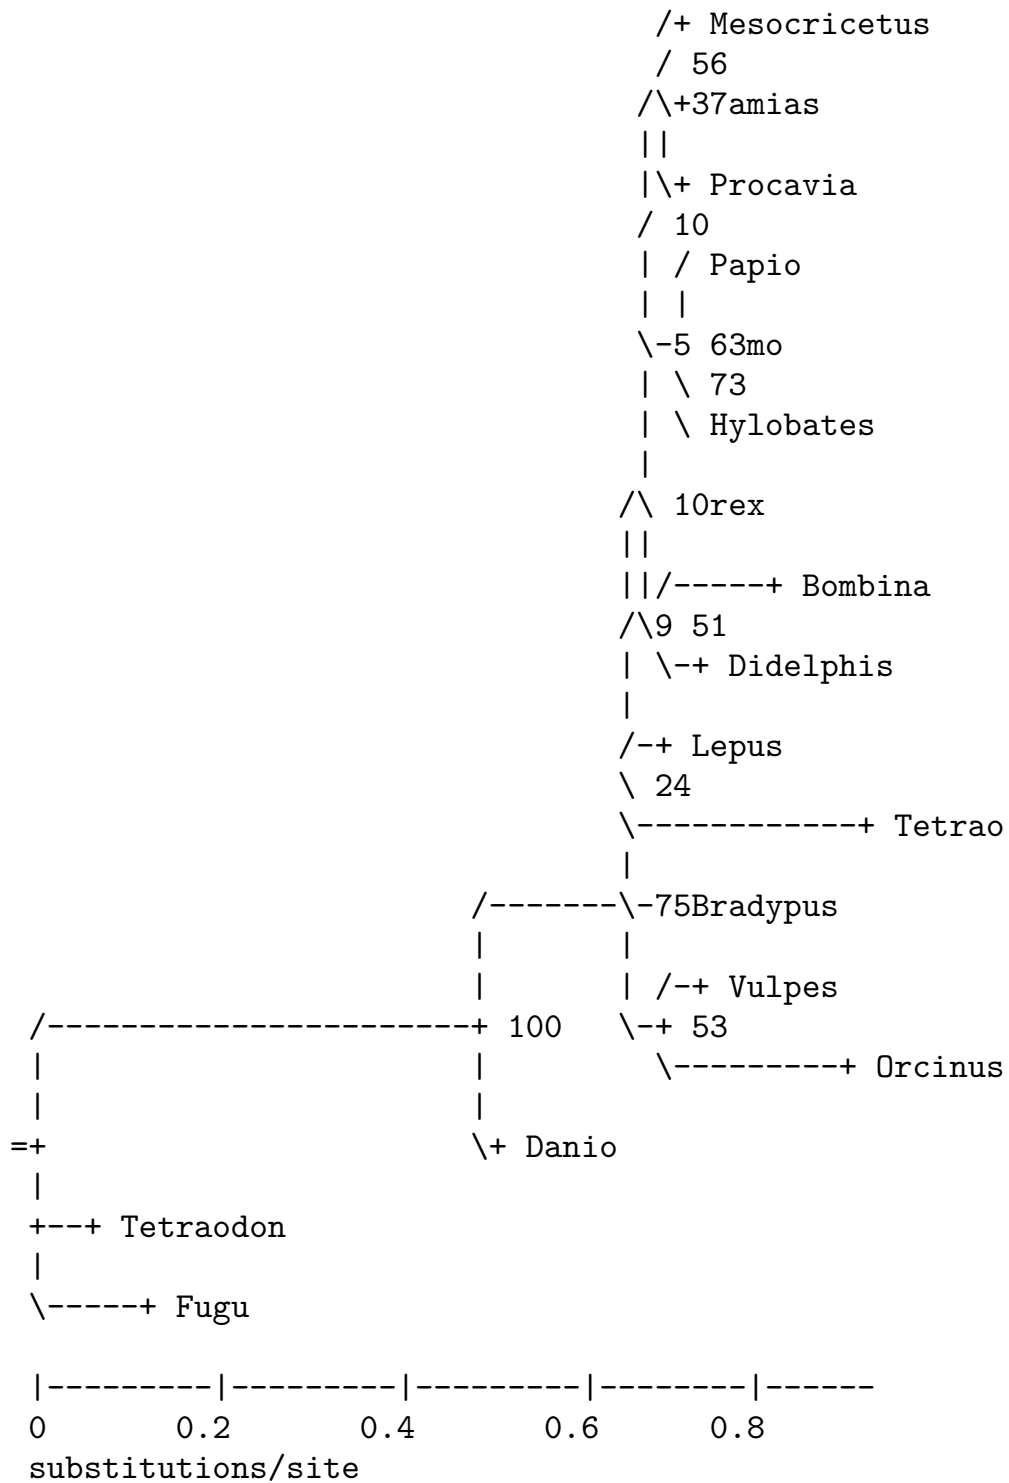 /+ Mesocricetus
/ 56
/\+37amias
||
|\+ Procavia
/ 10
| / Papio
| |
\-5 63mo
| \ 73
| \ Hylobates
|
/\ 10rex
||
||/-----+ Bombina
/\9 51
| \-+ Didelphis
|
/-+ Lepus
\ 24
\------------+ Tetrao
|
/-------\-75Bradypus
| |
| | /-+ Vulpes
/-----------------------+ 100 \-+ 53
| | \---------+ Orcinus
| |
=+ \+ Danio
|
+--+ Tetraodon
|
\-----+ Fugu
|---------|---------|---------|--------|------
0 0.2 0.4 0.6 0.8
substitutions/site